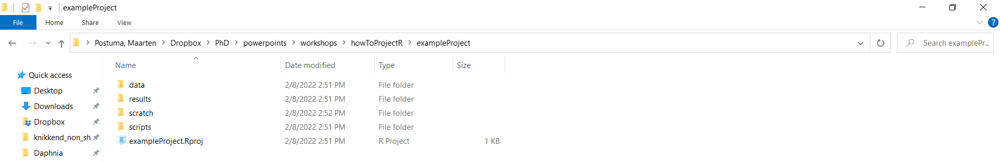 exampleProject
File Home Share View
Postuma, Maarten Dropbox PhD powerpoints workshops howToProjectR exampleProject Search examplePr...
Name Date modified Type Size
Quick access
data 2/8/2022 2:51 PM File folder
Desktop
results 2/8/2022 2:51 PM File folder
Downloads
scratch 2/8/2022 2:52 PM File folder
Dropbox
scripts 2/8/2022 2:51 PM File folder
knikkend_non_sh
exampleProject.Rproj 2/8/2022 2:51 PM R Project 1 KB
Daphnia